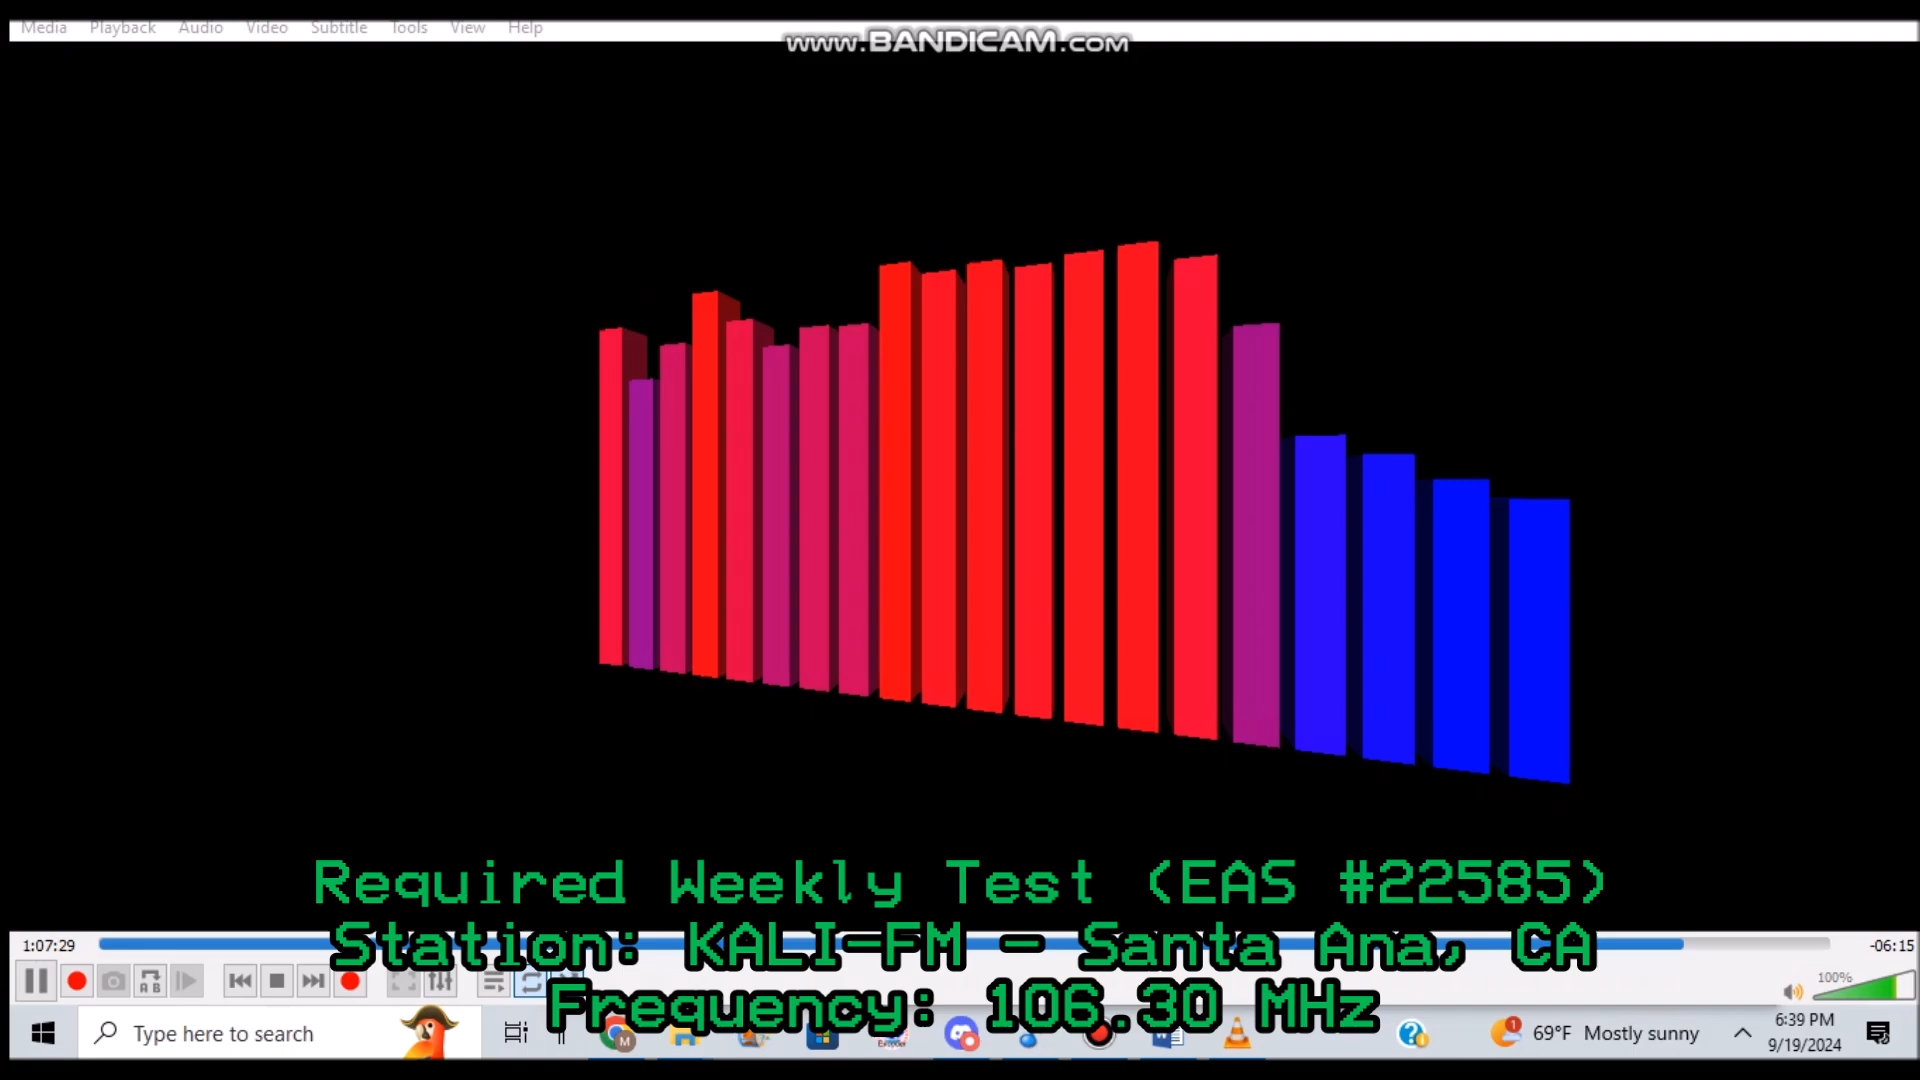 Media Playback Audio Video Subtitle Tools View Help
www.BANDICAM.com
Required Weekly Test (EAS #22585)
1:07:29
Station: KALI-FM - Santa Ana, CA
-06:15
A B
100%
Frequency: 106.30 MHz
Type here to search
M
1
69°F Mostly sunny
6:39 PM
9/19/2024